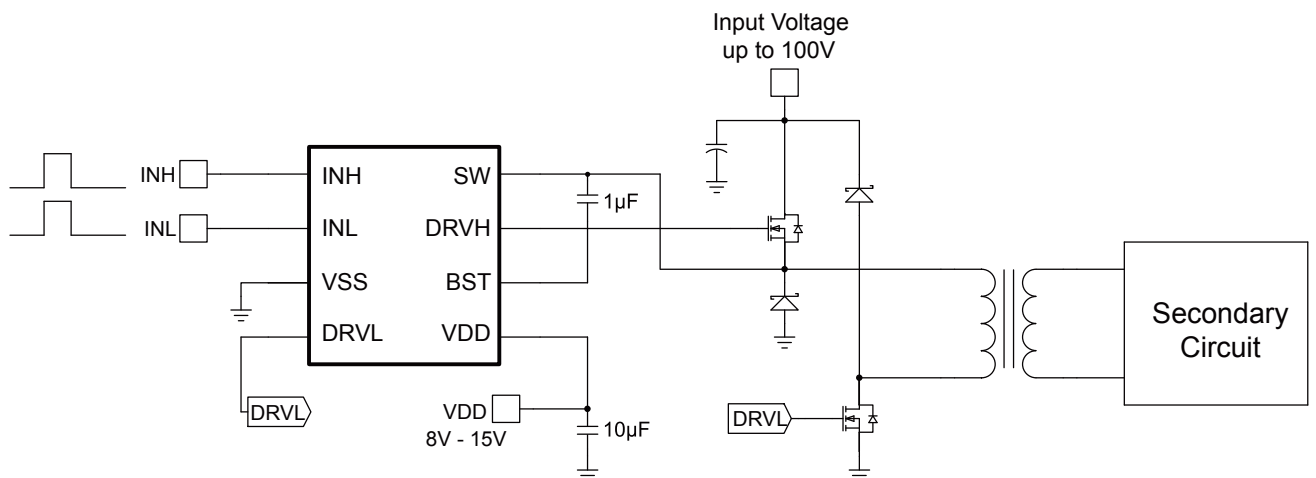 Input Voltage
up to 100V
INH
INL
INH
INL
VSS
DRVL
SW
DRVH
BST
VDD
1µF
DRVL
VDD
8V - 15V
10µF
DRVL
Secondary
Circuit